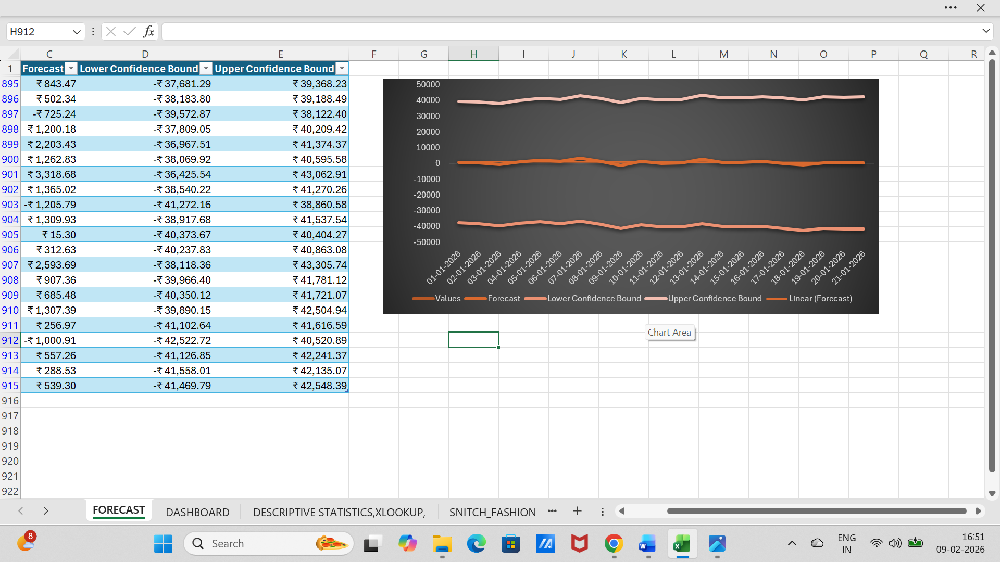 H912
fx
C D E F G H I J K L M N O P Q R
1 Forecast Lower Confidence Bound Upper Confidence Bound
895 ₹ 843.47 -₹ 37,681.29 ₹ 39,368.23
896 ₹ 502.34 -₹ 38,183.80 ₹ 39,188.49
897 -₹ 725.24 -₹ 39,572.87 ₹ 38,122.40
898 ₹ 1,200.18 -₹ 37,809.05 ₹ 40,209.42
899 ₹ 2,203.43 -₹ 36,967.51 ₹ 41,374.37
900 ₹ 1,262.83 -₹ 38,069.92 ₹ 40,595.58
901 ₹ 3,318.68 -₹ 36,425.54 ₹ 43,062.91
902 ₹ 1,365.02 -₹ 38,540.22 ₹ 41,270.26
903 -₹ 1,205.79 -₹ 41,272.16 ₹ 38,860.58
904 ₹ 1,309.93 -₹ 38,917.68 ₹ 41,537.54
905 ₹ 15.30 -₹ 40,373.67 ₹ 40,404.27
906 ₹ 312.63 -₹ 40,237.83 ₹ 40,863.08
907 ₹ 2,593.69 -₹ 38,118.36 ₹ 43,305.74
908 ₹ 907.36 -₹ 39,966.40 ₹ 41,781.12
909 ₹ 685.48 -₹ 40,350.12 ₹ 41,721.07
910 ₹ 1,307.39 -₹ 39,890.15 ₹ 42,504.94
911 ₹ 256.97 -₹ 41,102.64 ₹ 41,616.59
912 -₹ 1,000.91 -₹ 42,522.72 ₹ 40,520.89
913 ₹ 557.26 -₹ 41,126.85 ₹ 42,241.37
914 ₹ 288.53 -₹ 41,558.01 ₹ 42,135.07
915 ₹ 539.30 -₹ 41,469.79 ₹ 42,548.39
916
917
918
919
920
921
922
50000
40000
30000
20000
10000
0
-10000
-20000
-30000
-40000
-50000
01-01-2026 02-01-2026 03-01-2026 04-01-2026 05-01-2026 06-01-2026 07-01-2026 08-01-2026 09-01-2026 10-01-2026 11-01-2026 12-01-2026 13-01-2026 14-01-2026 15-01-2026 16-01-2026 17-01-2026 18-01-2026 19-01-2026 20-01-2026 21-01-2026
Values Forecast Lower Confidence Bound Upper Confidence Bound Linear (Forecast)
Chart Area
FORECAST DASHBOARD DESCRIPTIVE STATISTICS,XLOOKUP, SNITCH_FASHION
8
Search
ENG
IN
16:51
09-02-2026